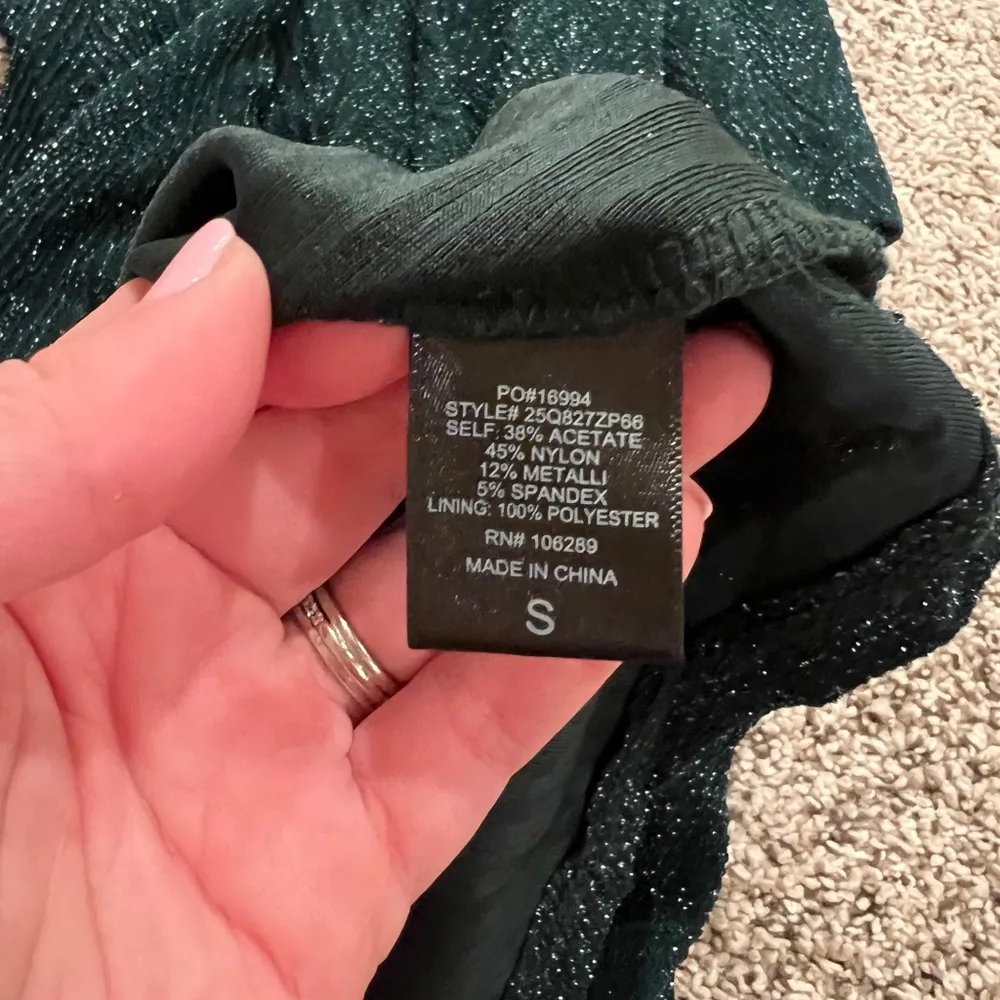 PO#16994
STYLE# 25Q827ZP66
SELF: 38% ACETATE
45% NYLON
12% METALLI
5% SPANDEX
LINING: 100% POLYESTER
RN# 106289
MADE IN CHINA
S